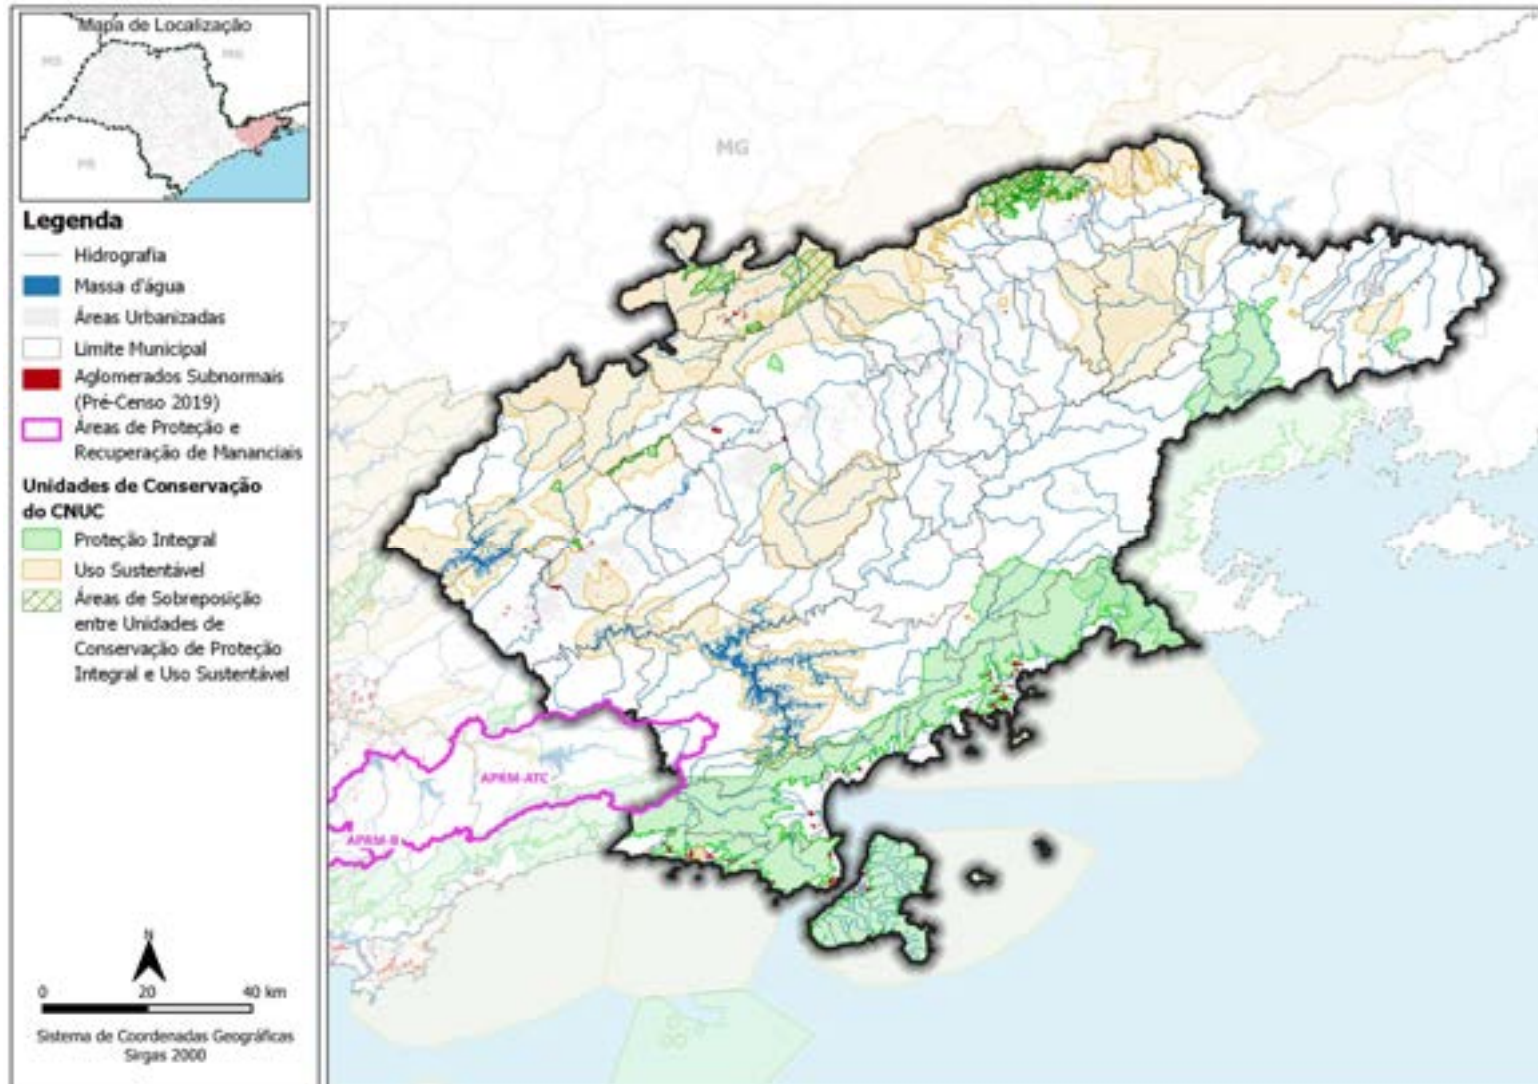 Mapa de Localização
MG
Legenda
Hidrografia
Massa d'água
Áreas Urbanizadas
Limite Municipal
Aglomerados Subnormais
(Pré-Censo 2019)
Áreas de Proteção e
Recuperação de Mananciais
Unidades de Conservação
do CNUC
Proteção Integral
Uso Sustentável
Áreas de Sobreposição
entre Unidades de
Conservação de Proteção
Integral e Uso Sustentável
N
0 20 40 km
Sistema de Coordenadas Geográficas
Sirgas 2000
MG
APRM-ATC
APRM-B